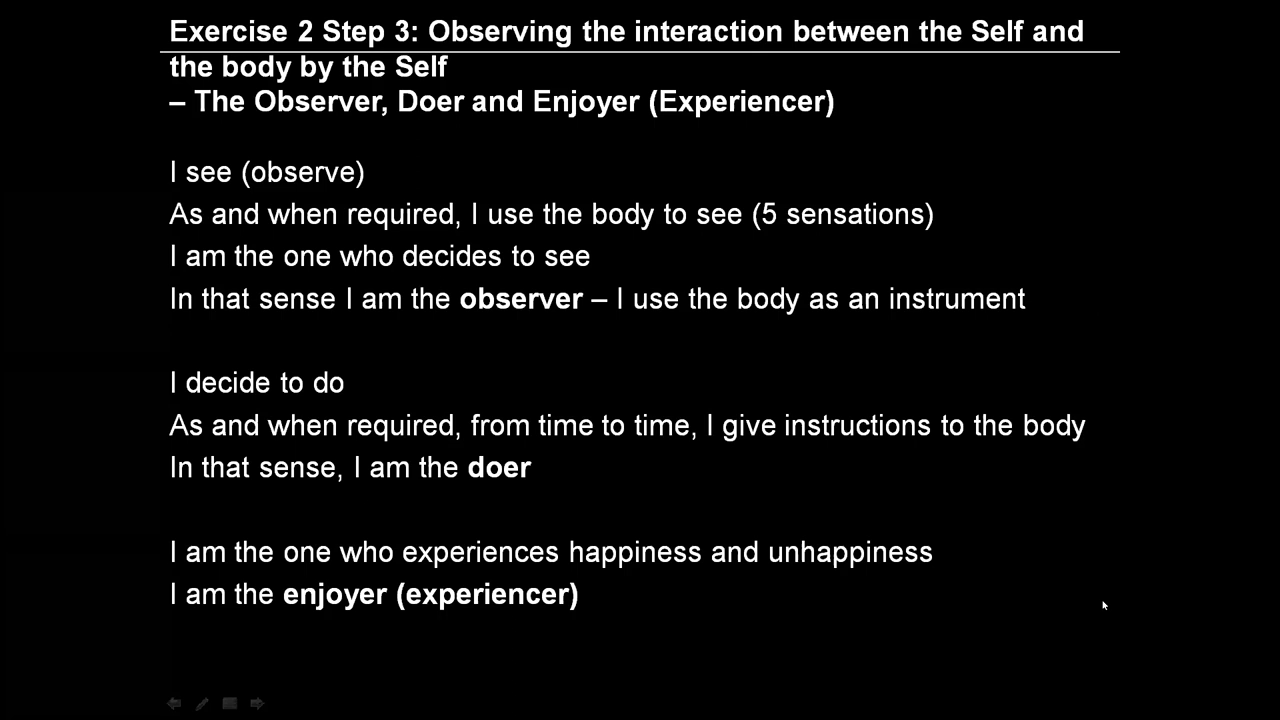 Exercise 2 Step 3: Observing the interaction between the Self and
the body by the Self
– The Observer, Doer and Enjoyer (Experiencer)
I see (observe)
As and when required, I use the body to see (5 sensations)
I am the one who decides to see
In that sense I am the observer – I use the body as an instrument
I decide to do
As and when required, from time to time, I give instructions to the body
In that sense, I am the doer
I am the one who experiences happiness and unhappiness
I am the enjoyer (experiencer)